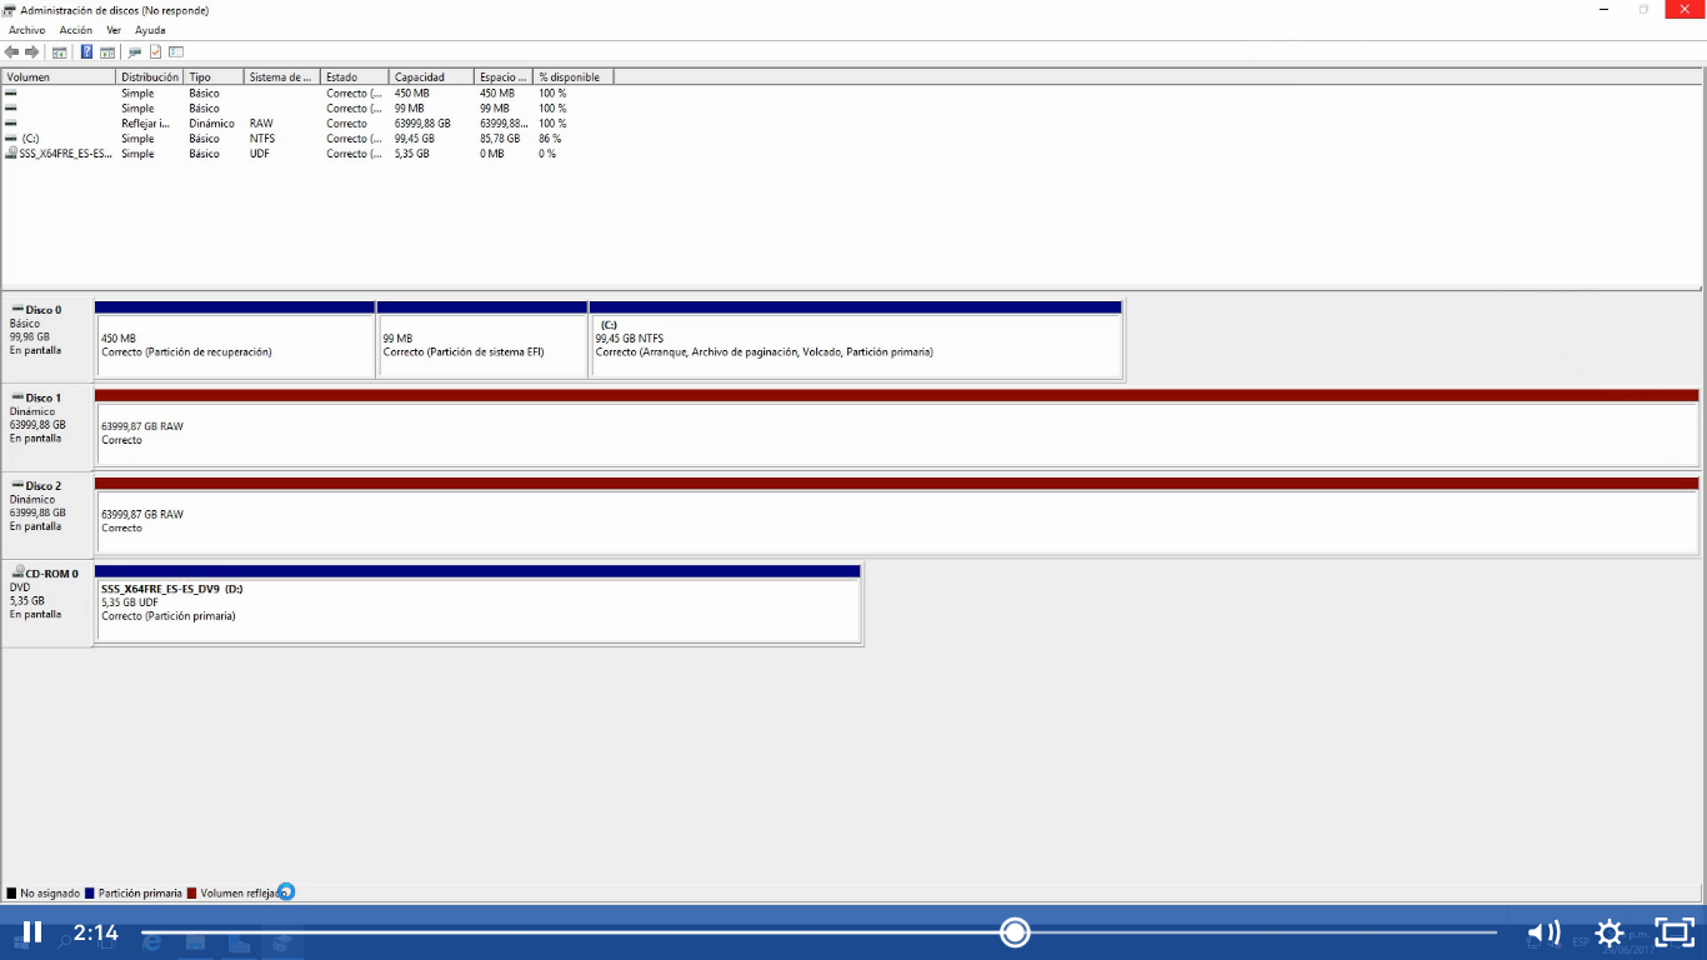 Administración de discos (No responde)
Archivo Acción Ver Ayuda
Volumen Distribución Tipo Sistema de ... Estado Capacidad Espacio ... % disponible
Simple Básico Correcto (... 450 MB 450 MB 100 %
Simple Básico Correcto (... 99 MB 99 MB 100 %
Reflejar i... Dinámico RAW Correcto 63999,88 GB 63999,88... 100 %
(C:) Simple Básico NTFS Correcto (... 99,45 GB 85,78 GB 86 %
SSS_X64FRE_ES-ES... Simple Básico UDF Correcto (... 5,35 GB 0 MB 0 %
Disco 0
Básico
99,98 GB
En pantalla
450 MB
Correcto (Partición de recuperación)
99 MB
Correcto (Partición de sistema EFI)
(C:)
99,45 GB NTFS
Correcto (Arranque, Archivo de paginación, Volcado, Partición primaria)
Disco 1
Dinámico
63999,88 GB
En pantalla
63999,87 GB RAW
Correcto
Disco 2
Dinámico
63999,88 GB
En pantalla
63999,87 GB RAW
Correcto
CD-ROM 0
DVD
5,35 GB
En pantalla
SSS_X64FRE_ES-ES_DV9 (D:)
5,35 GB UDF
Correcto (Partición primaria)
No asignado Partición primaria Volumen reflejado
2:14
ESP p.m.